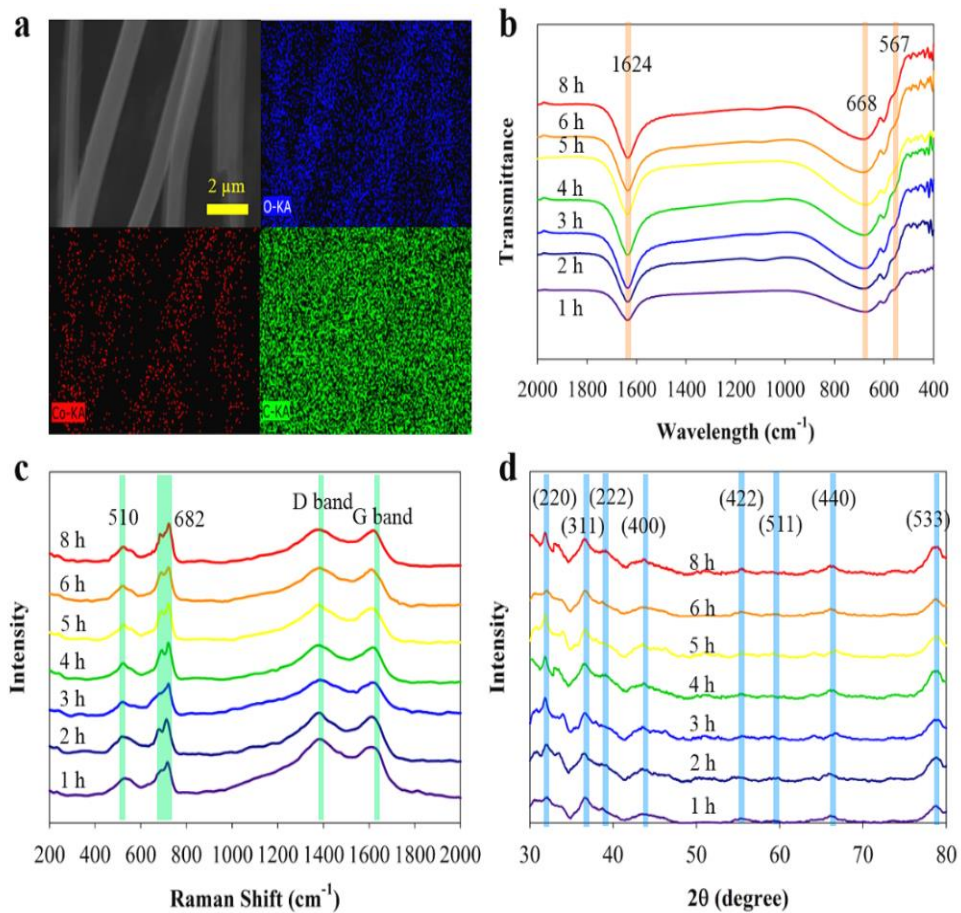 a
2 μm
O-KA
Co-KA
C-KA
b
1624
567
668
8 h
6 h
5 h
4 h
3 h
2 h
1 h
Transmittance
2000 1800 1600 1400 1200 1000 800 600 400
Wavelength (cm-1)
c
510
682
D band
G band
8 h
6 h
5 h
4 h
3 h
2 h
1 h
Intensity
200 400 600 800 1000 1200 1400 1600 1800 2000
Raman Shift (cm-1)
d
(220) (222) (422) (440)
(311) (400) (511) (533)
8 h
6 h
5 h
4 h
3 h
2 h
1 h
Intensity
30 40 50 60 70 80
2θ (degree)